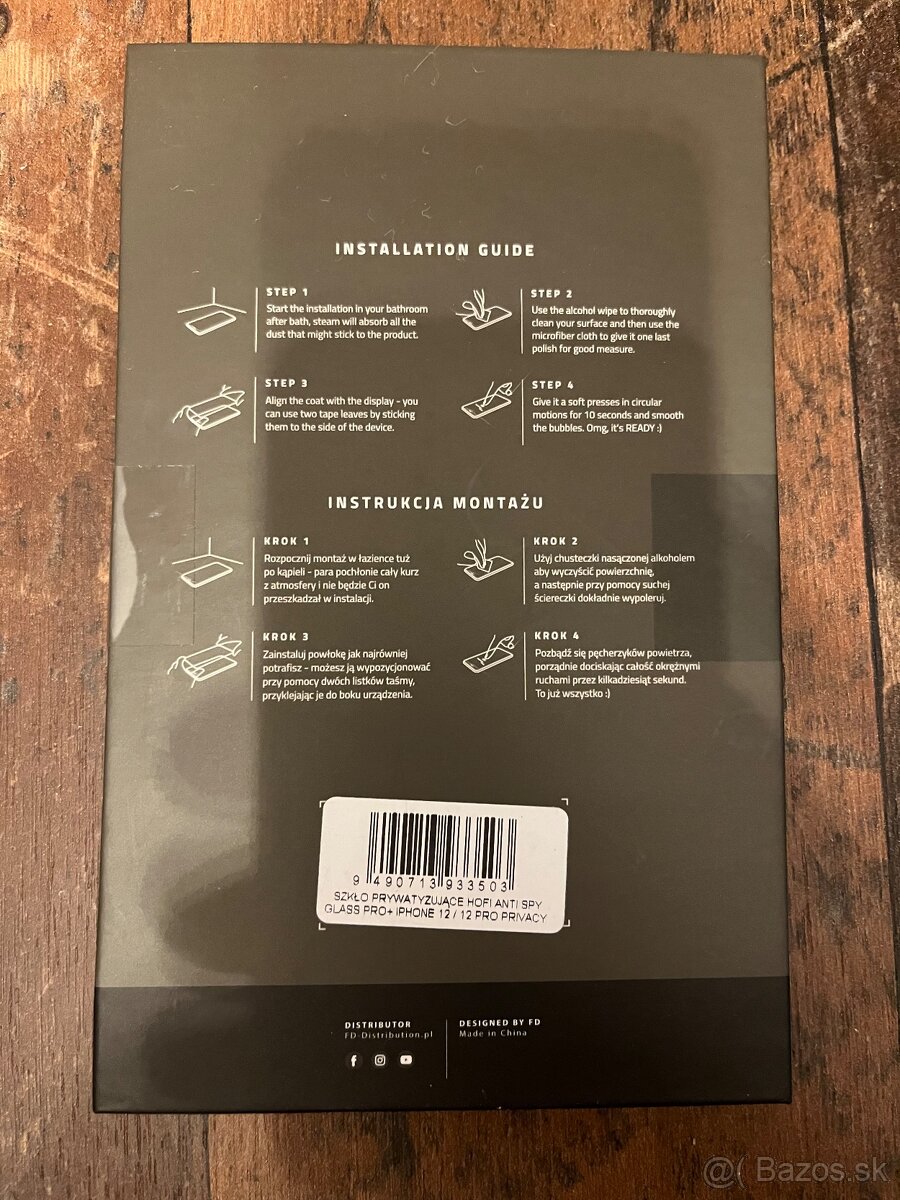 INSTALLATION GUIDE
STEP 1
Start the installation in your bathroom
after bath, steam will absorb all the
dust that might stick to the product.
STEP 2
Use the alcohol wipe to thoroughly
clean your surface and then use the
microfiber cloth to give it one last
polish for good measure.
STEP 3
Align the coat with the display - you
can use two tape leaves by sticking
them to the side of the device.
STEP 4
Give it a soft presses in circular
motions for 10 seconds and smooth
the bubbles. Omg, it's READY :)
INSTRUKCJA MONTAŻU
KROK 1
Rozpocznij montaż w łazience tuż
po kąpieli - para pochłonie cały kurz
z atmosfery i nie będzie Ci on
przeszkadzał w instalacji.
KROK 2
Użyj chusteczki nasączonej alkoholem
aby wyczyścić powierzchnię,
a następnie przy pomocy suchej
ściereczki dokładnie wypoleruj.
KROK 3
Zainstaluj powłokę jak najrówniej
potrafisz - możesz ją wypozycjonować
przy pomocy dwóch listków taśmy,
przyklejając je do boku urządzenia.
KROK 4
Pozbądź się pęcherzyków powietrza,
porządnie dociskając całość okrężnymi
ruchami przez kilkadziesiąt sekund.
To już wszystko :)
9 490713 933503
SZKŁO PRYWATYZUJĄCE HOFI ANTI SPY
GLASS PRO+ IPHONE 12 / 12 PRO PRIVACY
DISTRIBUTOR
FD-Distribution.pl
DESIGNED BY FD
Made in China
@( Bazos.sk